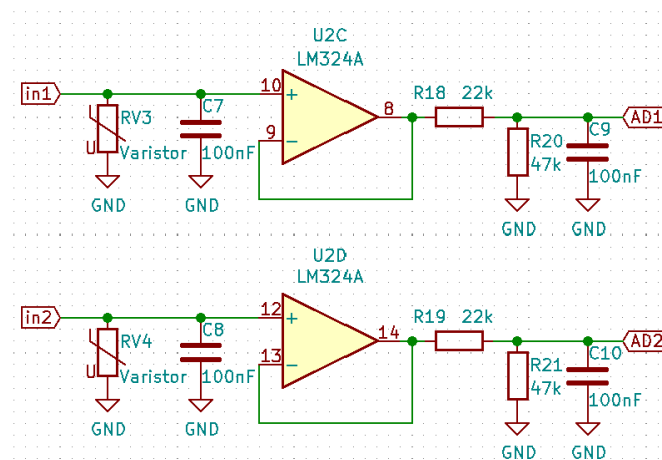 U2C
LM324A
in1
10
+
C7
RV3
8
R18 22k
AD1
9
-
U
Varistor
100nF
R20
47k
C9
100nF
GND
GND
GND
GND
U2D
LM324A
in2
12
+
C8
RV4
14
R19 22k
AD2
13
-
U
Varistor
100nF
R21
47k
C10
100nF
GND
GND
GND
GND